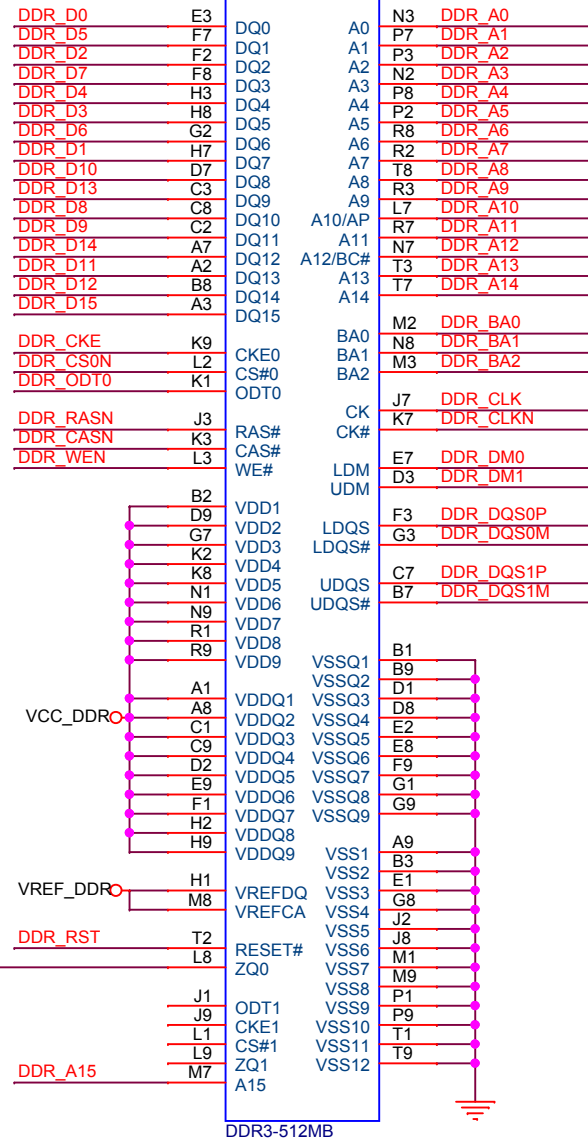 DDR_D0 E3 DQ0 A0 N3 DDR_A0
DDR_D5 F7 DQ1 A1 P7 DDR_A1
DDR_D2 F2 DQ2 A2 P3 DDR_A2
DDR_D7 F8 DQ3 A3 N2 DDR_A3
DDR_D4 H3 DQ4 A4 P8 DDR_A4
DDR_D3 H8 DQ5 A5 P2 DDR_A5
DDR_D6 G2 DQ6 A6 R8 DDR_A6
DDR_D1 H7 DQ7 A7 R2 DDR_A7
DDR_D10 D7 DQ8 A8 T8 DDR_A8
DDR_D13 C3 DQ9 A9 R3 DDR_A9
DDR_D8 C8 DQ10 A10/AP L7 DDR_A10
DDR_D9 C2 DQ11 A11 R7 DDR_A11
DDR_D14 A7 DQ12 A12/BC# N7 DDR_A12
DDR_D11 A2 DQ13 A13 T3 DDR_A13
DDR_D12 B8 DQ14 A14 T7 DDR_A14
DDR_D15 A3 DQ15
BA0 M2 DDR_BA0
DDR_CKE K9 CKE0 BA1 N8 DDR_BA1
DDR_CS0N L2 CS#0 BA2 M3 DDR_BA2
DDR_ODT0 K1 ODT0
CK J7 DDR_CLK
DDR_RASN J3 RAS# CK# K7 DDR_CLKN
DDR_CASN K3 CAS#
DDR_WEN L3 WE# LDM E7 DDR_DM0
UDM D3 DDR_DM1
B2 VDD1
D9 VDD2 LDQS F3 DDR_DQS0P
G7 VDD3 LDQS# G3 DDR_DQS0M
K2 VDD4
K8 VDD5 UDQS C7 DDR_DQS1P
N1 VDD6 UDQS# B7 DDR_DQS1M
N9 VDD7
R1 VDD8
R9 VDD9 VSSQ1 B1
VSSQ2 B9
A1 VDDQ1 VSSQ3 D1
VCC_DDR A8 VDDQ2 VSSQ4 D8
C1 VDDQ3 VSSQ5 E2
C9 VDDQ4 VSSQ6 E8
D2 VDDQ5 VSSQ7 F9
E9 VDDQ6 VSSQ8 G1
F1 VDDQ7 VSSQ9 G9
H2 VDDQ8
H9 VDDQ9 VSS1 A9
VSS2 B3
VREF_DDR H1 VREFDQ VSS3 E1
M8 VREFCA VSS4 G8
VSS5 J2
DDR_RST T2 RESET# VSS6 J8
L8 ZQ0 VSS7 M1
VSS8 M9
J1 ODT1 VSS9 P1
J9 CKE1 VSS10 P9
L1 CS#1 VSS11 T1
L9 ZQ1 VSS12 T9
DDR_A15 M7 A15
DDR3-512MB